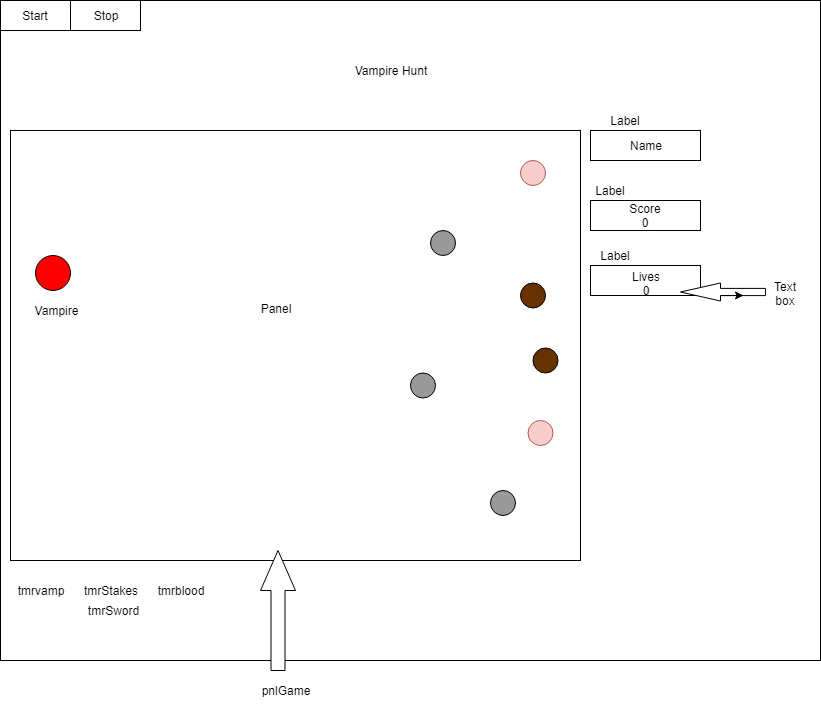 Start
Stop
Vampire Hunt
Label
Name
Label
Score
0
Label
Lives
0
Text
box
Vampire
Panel
tmrvamp
tmrStakes
tmrblood
tmrSword
pnlGame